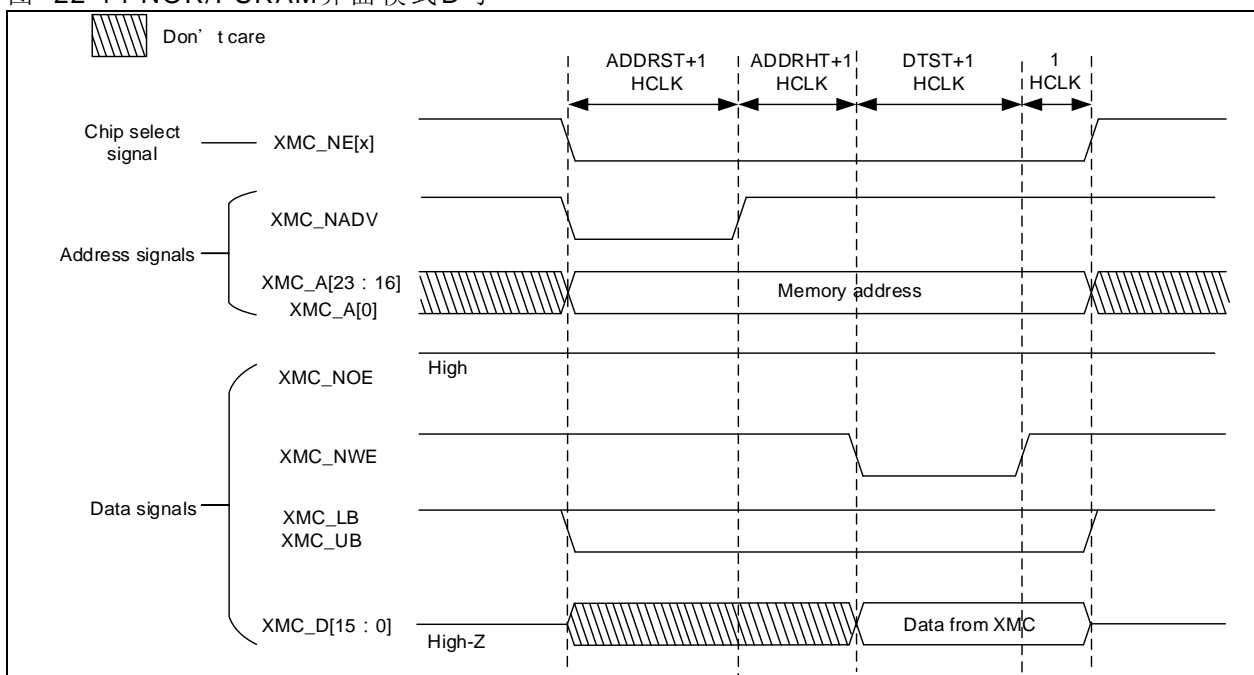 图 22-14 NOR/PSRAM界面模式D写
Don't care
ADDRST+1
HCLK
ADDRHT+1
HCLK
DTST+1
HCLK
1
HCLK
Chip select
signal
XMC_NE[x]
XMC_NADV
Address signals
XMC_A[23:16]
XMC_A[0]
Memory address
XMC_NOE
High
XMC_NWE
Data signals
XMC_LB
XMC_UB
XMC_D[15:0]
High-Z
Data from XMC